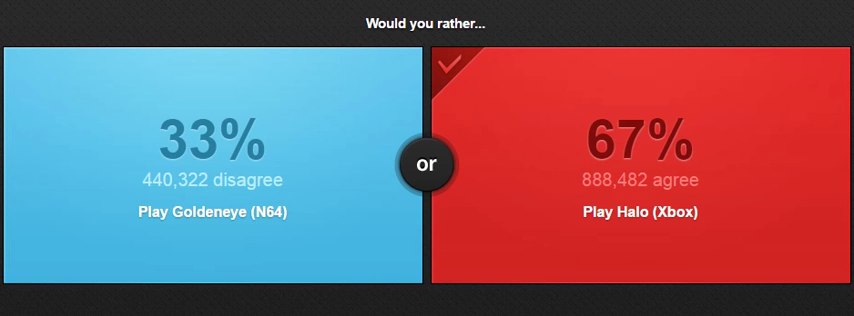 Would you rather...
33%
440,322 disagree
Play Goldeneye (N64)
or
67%
888,482 agree
Play Halo (Xbox)